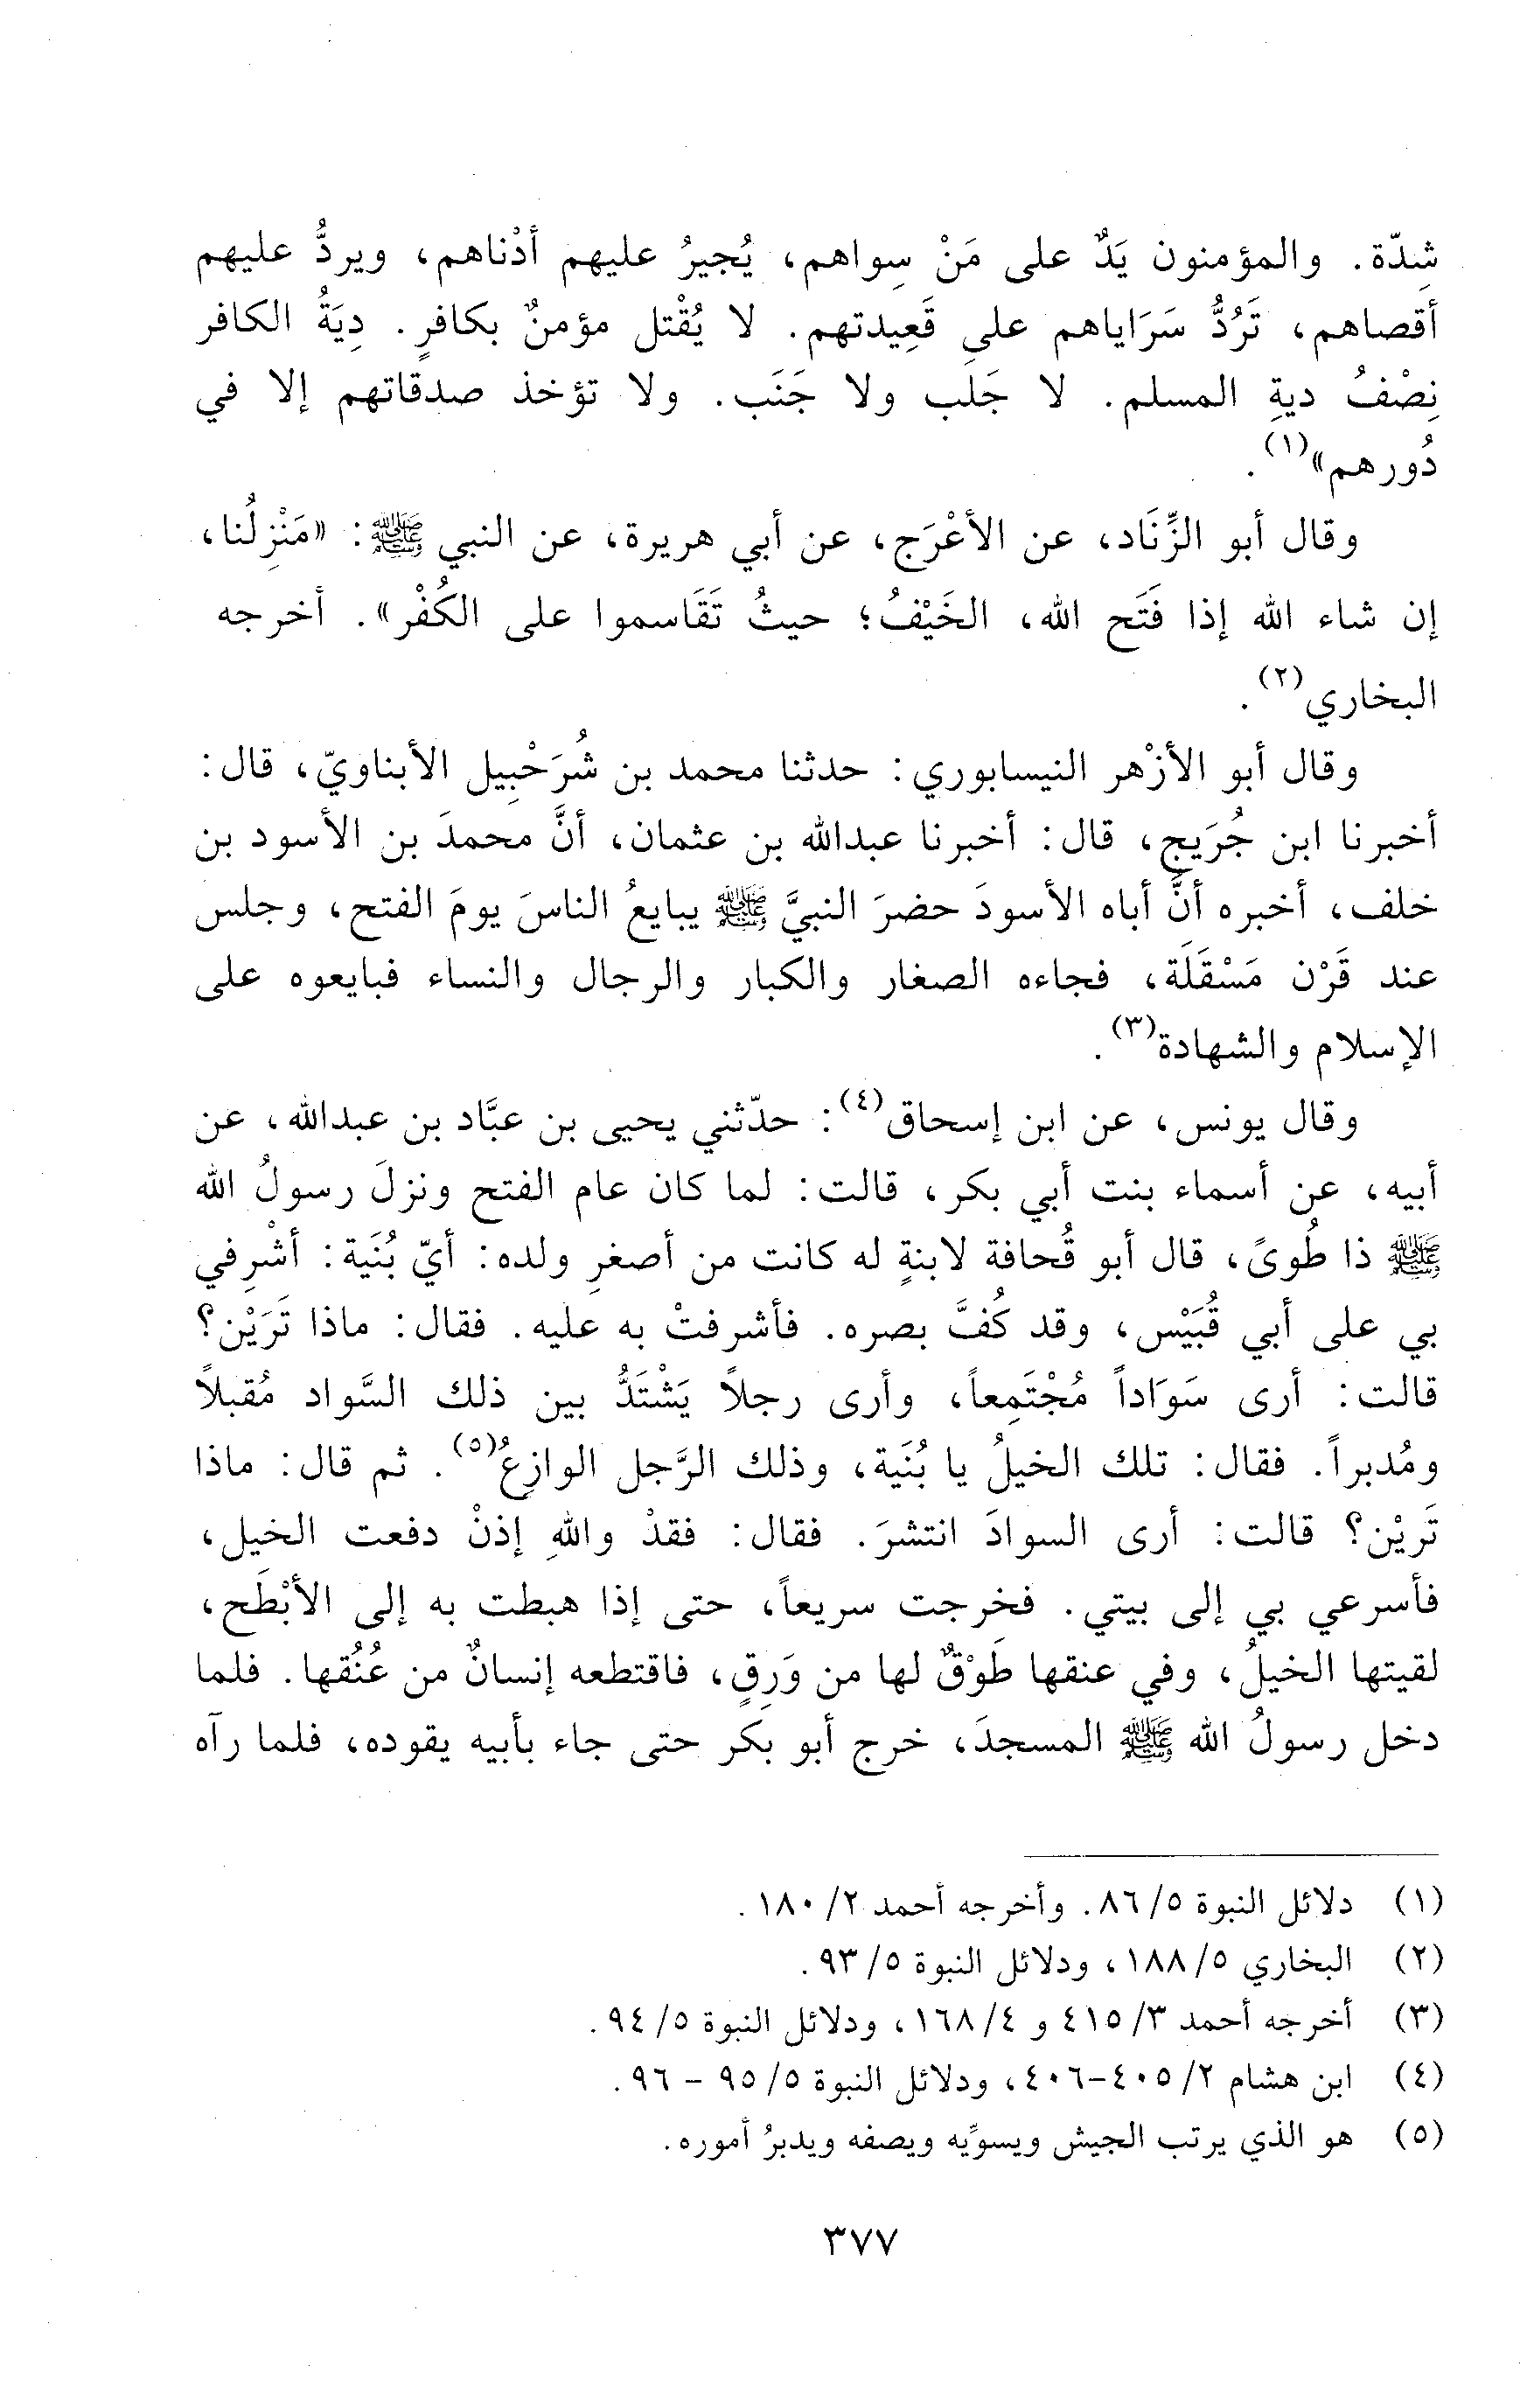 شِدّة. والمؤمنون يَدٌ على مَنْ سِواهم، يُجيرُ عليهم أدْناهم، ويردُّ عليهم
أقصاهم، تَرُدُّ سَرَاياهم على قَعِيدتهم. لا يُقْتل مؤمنٌ بكافرٍ. دِيَةُ الكافر
نِصْفُ ديةِ المسلم. لا جَلَب ولا جَنَب. ولا تؤخذ صدقاتهم إلا في
دُورهم»(١).
وقال أبو الزِّنَاد، عن الأعْرَج، عن أبي هريرة، عن النبي ﷺ: «مَنْزِلُنا،
إن شاء الله إذا فَتَح الله، الخَيْفُ؛ حيثُ تَقَاسموا على الكُفْر». أخرجه
البخاري(٢).
وقال أبو الأزْهر النيسابوري: حدثنا محمد بن شُرَحْبِيل الأبناويّ، قال:
أخبرنا ابن جُرَيج، قال: أخبرنا عبدالله بن عثمان، أنَّ محمدَ بن الأسود بن
خلف، أخبره أنَّ أباه الأسودَ حضرَ النبيَّ ﷺ يبايعُ الناسَ يومَ الفتح، وجلس
عند قَرْن مَسْقَلَة، فجاءه الصغار والكبار والرجال والنساء فبايعوه على
الإسلام والشهادة(٣).
وقال يونس، عن ابن إسحاق(٤): حدّثني يحيى بن عبَّاد بن عبدالله، عن
أبيه، عن أسماء بنت أبي بكر، قالت: لما كان عام الفتح ونزلَ رسولُ الله
ﷺ ذا طُوىً، قال أبو قُحافة لابنةٍ له كانت من أصغرِ ولده: أيّ بُنَية: أشْرِفي
بي على أبي قُبَيْس، وقد كُفَّ بصره. فأشرفتْ به عليه. فقال: ماذا تَرَيْن؟
قالت: أرى سَوَاداً مُجْتَمِعاً، وأرى رجلاً يَشْتَدُّ بين ذلك السَّواد مُقبلاً
ومُدبراً. فقال: تلك الخيلُ يا بُنَية، وذلك الرَّجل الوازِعُ(٥). ثم قال: ماذا
تَريْن؟ قالت: أرى السوادَ انتشرَ. فقال: فقدْ واللهِ إذنْ دفعت الخيل،
فأسرعي بي إلى بيتي. فخرجت سريعاً، حتى إذا هبطت به إلى الأبْطَح،
لقيتها الخيلُ، وفي عنقها طَوْقٌ لها من وَرِقٍ، فاقتطعه إنسانٌ من عُنُقها. فلما
دخل رسولُ الله ﷺ المسجدَ، خرج أبو بكر حتى جاء بأبيه يقوده، فلما رآه
(١) دلائل النبوة ٥/ ٨٦. وأخرجه أحمد ٢/ ١٨٠.
(٢) البخاري ٥/ ١٨٨، ودلائل النبوة ٥/ ٩٣.
(٣) أخرجه أحمد ٣/ ٤١٥ و ٤/ ١٦٨، ودلائل النبوة ٥/ ٩٤.
(٤) ابن هشام ٢/ ٤٠٥-٤٠٦، ودلائل النبوة ٥/ ٩٥ - ٩٦.
(٥) هو الذي يرتب الجيش ويسوِّيه ويصفه ويدبرُ أموره.
٣٧٧